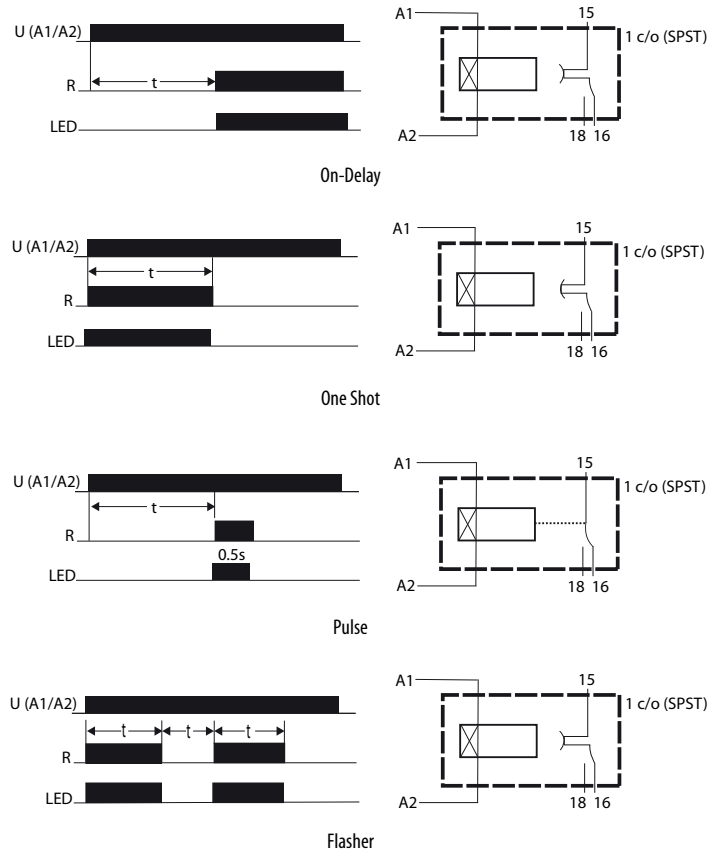 A1
15
U (A1/A2)
1 c/o (SPST)
t
R
LED
A2
18 16
On-Delay
A1
15
U (A1/A2)
1 c/o (SPST)
t
R
LED
A2
18 16
One Shot
A1
15
U (A1/A2)
1 c/o (SPST)
t
R
0.5s
LED
A2
18 16
Pulse
A1
15
U (A1/A2)
1 c/o (SPST)
t t t
R
LED
A2
18 16
Flasher